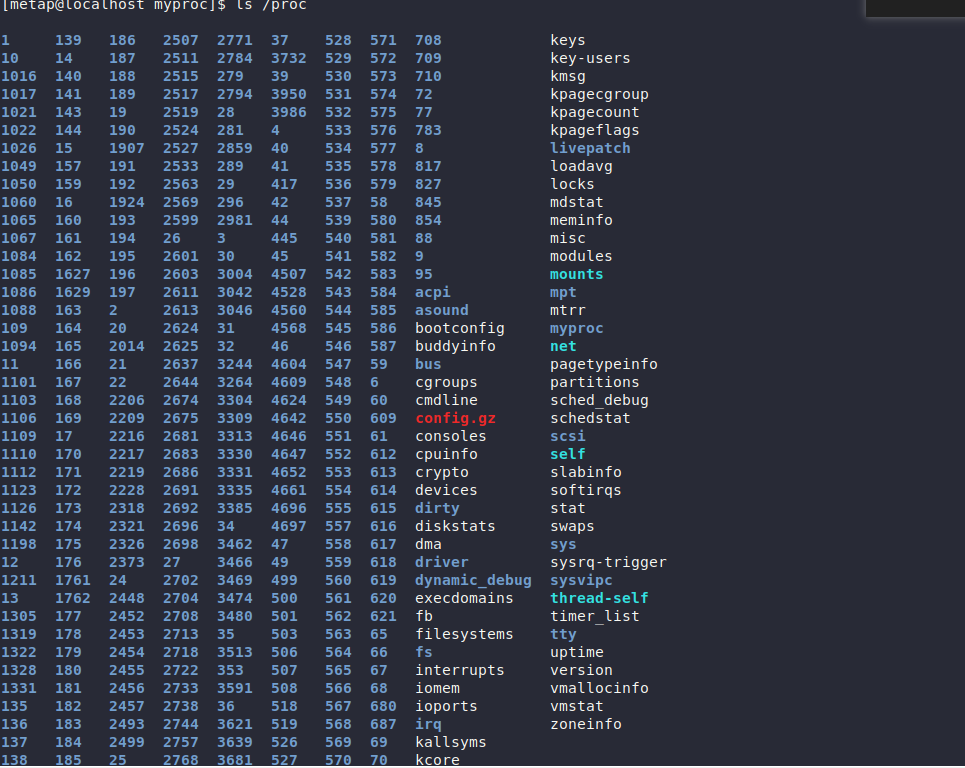 [metap@localhost myproc]$ ls /proc
1 139 186 2507 2771 37 528 571 708 keys
10 14 187 2511 2784 3732 529 572 709 key-users
1016 140 188 2515 279 39 530 573 710 kmsg
1017 141 189 2517 2794 3950 531 574 72 kpagecgroup
1021 143 19 2519 28 3986 532 575 77 kpagecount
1022 144 190 2524 281 4 533 576 783 kpageflags
1026 15 1907 2527 2859 40 534 577 8 livepatch
1049 157 191 2533 289 41 535 578 817 loadavg
1050 159 192 2563 29 417 536 579 827 locks
1060 16 1924 2569 296 42 537 58 845 mdstat
1065 160 193 2599 2981 44 539 580 854 meminfo
1067 161 194 26 3 445 540 581 88 misc
1084 162 195 2601 30 45 541 582 9 modules
1085 1627 196 2603 3004 4507 542 583 95 mounts
1086 1629 197 2611 3042 4528 543 584 acpi mpt
1088 163 2 2613 3046 4560 544 585 asound mtrr
109 164 20 2624 31 4568 545 586 bootconfig myproc
1094 165 2014 2625 32 46 546 587 buddyinfo net
11 166 21 2637 3244 4604 547 59 bus pagetypeinfo
1101 167 22 2644 3264 4609 548 6 cgroups partitions
1103 168 2206 2674 3304 4624 549 60 cmdline sched_debug
1106 169 2209 2675 3309 4642 550 609 config.gz schedstat
1109 17 2216 2681 3313 4646 551 61 consoles scsi
1110 170 2217 2683 3330 4647 552 612 cpuinfo self
1112 171 2219 2686 3331 4652 553 613 crypto slabinfo
1123 172 2228 2691 3335 4661 554 614 devices softirqs
1126 173 2318 2692 3385 4696 555 615 dirty stat
1142 174 2321 2696 34 4697 557 616 diskstats swaps
1198 175 2326 2698 3462 47 558 617 dma sys
12 176 2373 27 3466 49 559 618 driver sysrq-trigger
1211 1761 24 2702 3469 499 560 619 dynamic_debug sysvipc
13 1762 2448 2704 3474 500 561 620 execdomains thread-self
1305 177 2452 2708 3480 501 562 621 fb timer_list
1319 178 2453 2713 35 503 563 65 filesystems tty
1322 179 2454 2718 3513 506 564 66 fs uptime
1328 180 2455 2722 353 507 565 67 interrupts version
1331 181 2456 2733 3591 508 566 68 iomem vmallocinfo
135 182 2457 2738 36 518 567 680 ioports vmstat
136 183 2493 2744 3621 519 568 687 irq zoneinfo
137 184 2499 2757 3639 526 569 69 kallsyms
138 185 25 2768 3681 527 570 70 kcore